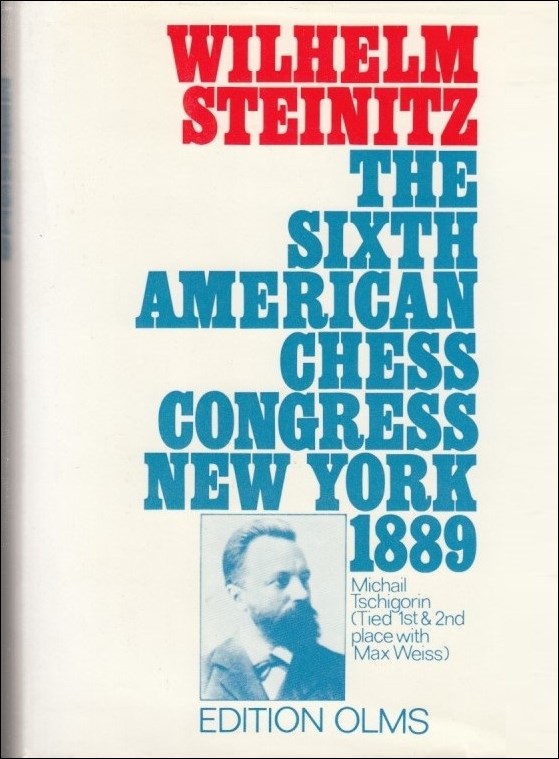 WILHELM
STEINITZ
THE
SIXTH
AMERICAN
CHESS
CONGRESS
NEW YORK
1889
Michail
Tschigorin
(Tied 1st & 2nd
place with
Max Weiss)
EDITION OLMS